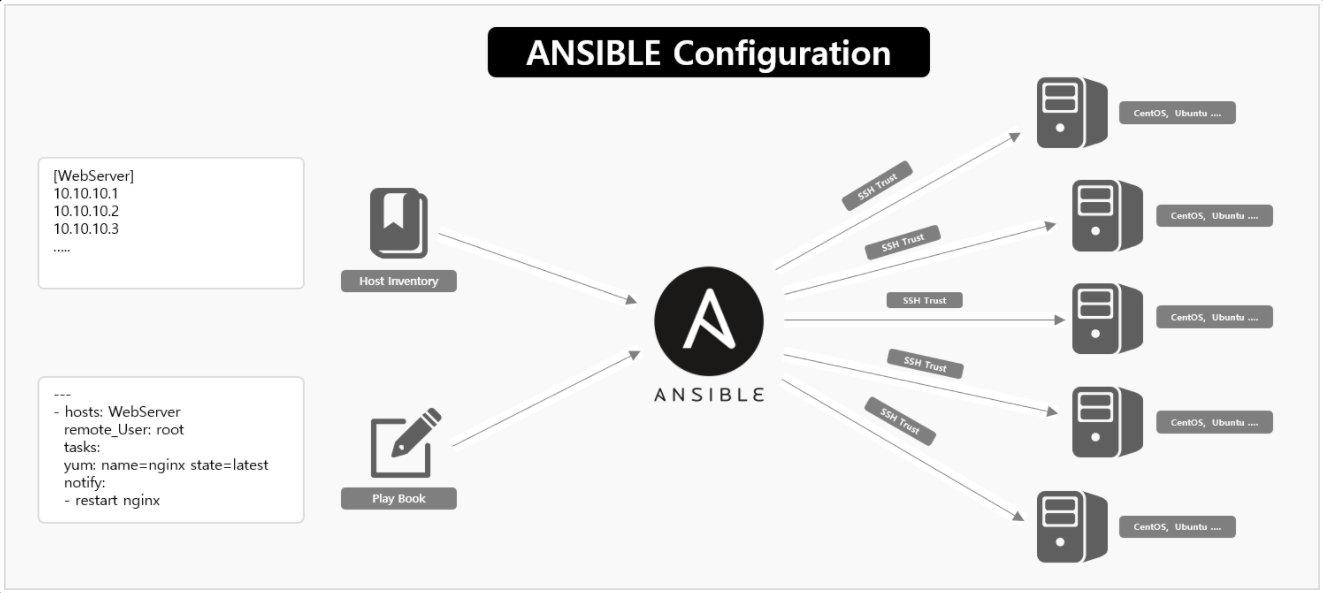 ANSIBLE Configuration
[WebServer]
10.10.10.1
10.10.10.2
10.10.10.3
.....
Host Inventory
---
- hosts: WebServer
remote_User: root
tasks:
yum: name=nginx state=latest
notify:
- restart nginx
Play Book
ANSIBLE
SSH Trust
SSH Trust
SSH Trust
SSH Trust
SSH Trust
CentOS, Ubuntu ....
CentOS, Ubuntu ....
CentOS, Ubuntu ....
CentOS, Ubuntu ....
CentOS, Ubuntu ....